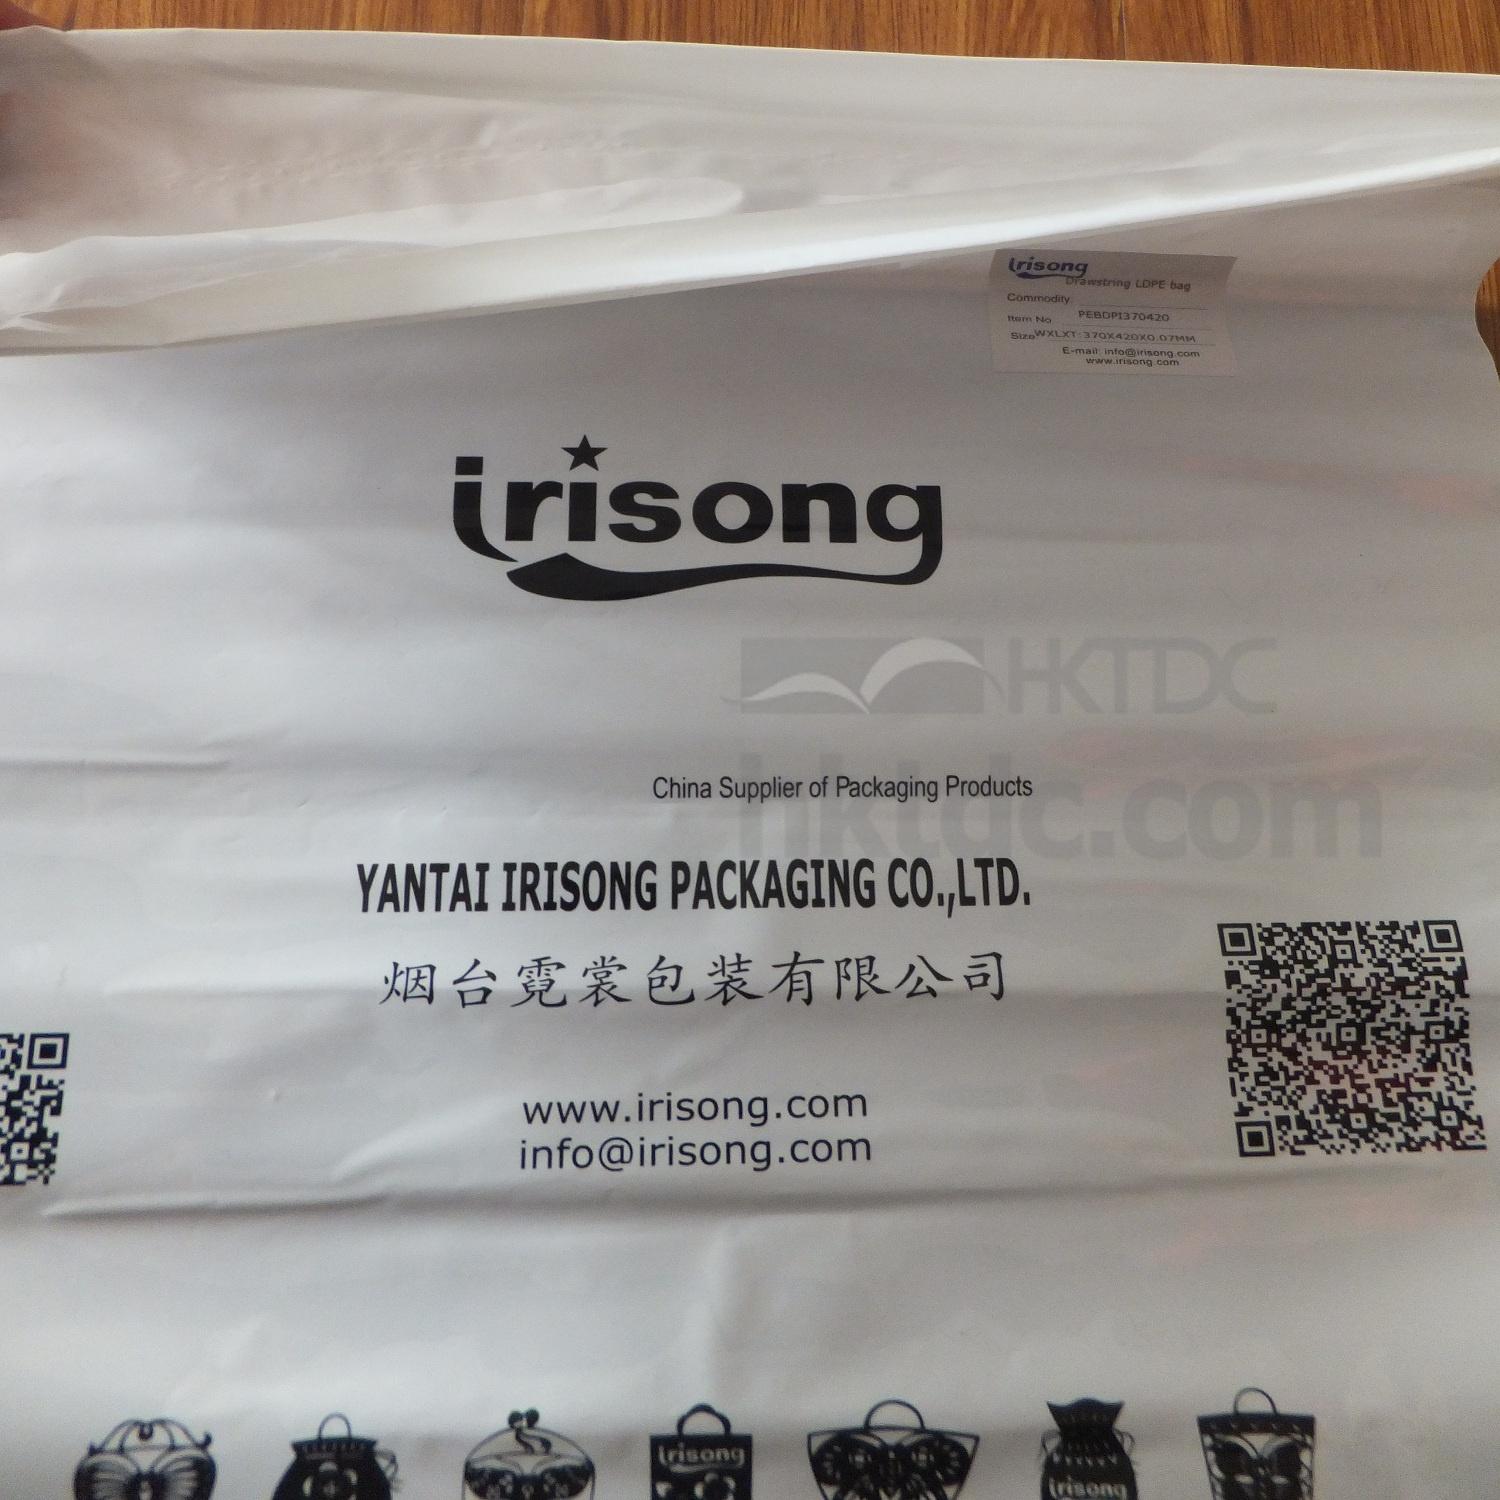 irisong
Drawstring LDPE bag
Commodity
Item No PEBDP1370420
Size WXLXT:370X420X0.07MM
E-mail: info@irisong.com
www.irisong.com
irisong
HKTDC
hktdc.com
China Supplier of Packaging Products
YANTAI IRISONG PACKAGING CO.,LTD.
烟台霓裳包装有限公司
www.irisong.com
info@irisong.com
irisong
irisong